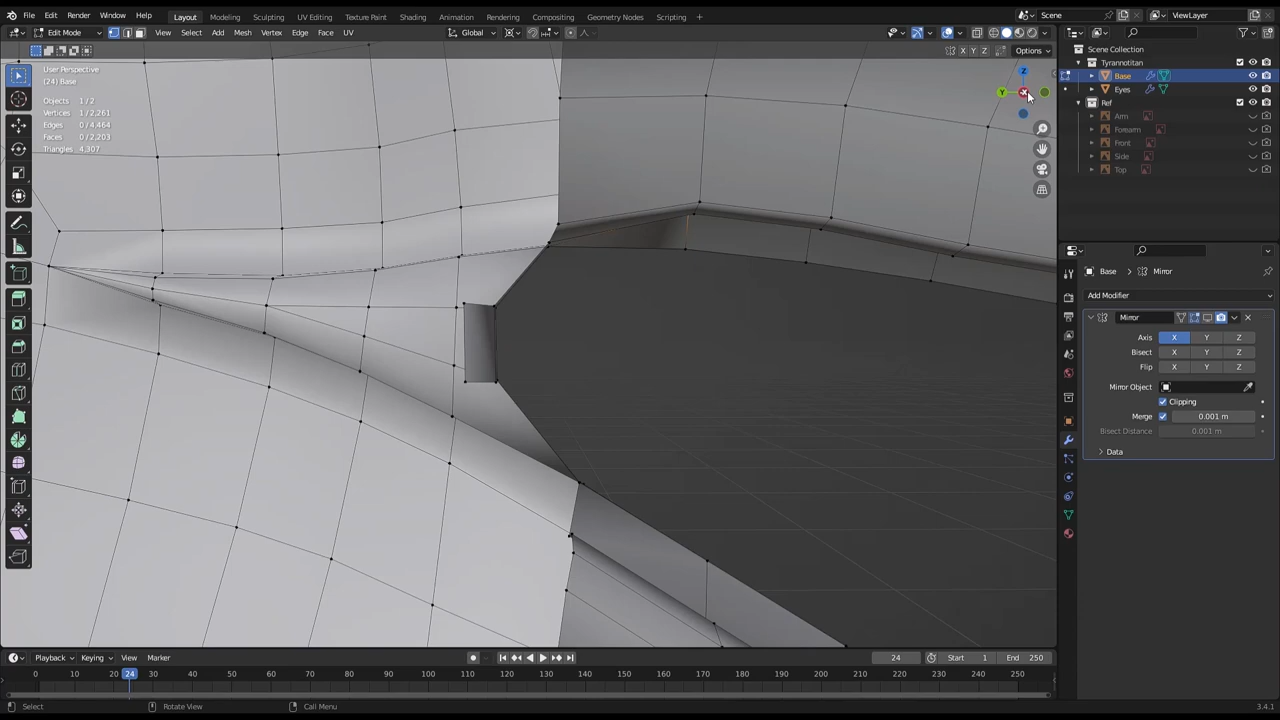 File Edit Render Window Help Layout Modeling Sculpting UV Editing Texture Paint Shading Animation Rendering Compositing Geometry Nodes Scripting + Scene ViewLayer
Edit Mode View Select Add Mesh Vertex Edge Face UV Global
X Y Z Options
User Perspective
(24) Base
Objects 1/2
Vertices 1/2,261
Edges 0/4,464
Faces 0/2,203
Triangles 4,307
Z
Y
X
Scene Collection
Tyrannotitan
Base
Eyes
Ref
Arm
Forearm
Front
Side
Top
Base > Mirror
Add Modifier
Mirror
Axis X Y Z
Bisect X Y Z
Flip X Y Z
Mirror Object
Clipping
Merge 0.001 m
Bisect Distance 0.001 m
Data
Playback Keying View Marker 24 Start 1 End 250
0 10 20 24 30 40 50 60 70 80 90 100 110 120 130 140 150 160 170 180 190 200 210 220 230 240 250
Select Rotate View Call Menu 3.4.1